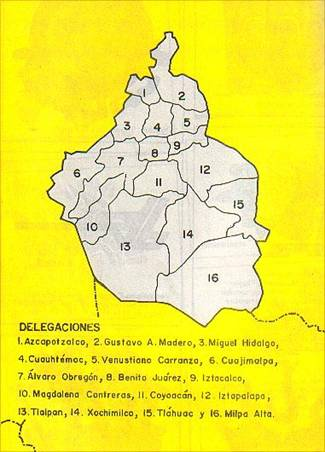 1
2
3
4
5
6
7
8
9
12
11
10
15
13
14
16
DELEGACIONES
1. Azcapotzalco, 2. Gustavo A. Madero, 3. Miguel Hidalgo,
4. Cuauhtémoc, 5. Venustiano Carranza, 6. Cuajimalpa,
7. Álvaro Obregón, 8. Benito Juárez, 9. Iztacalco,
10. Magdalena Contreras, 11. Coyoacán, 12. Iztapalapa,
13. Tlalpan, 14. Xochimilco, 15. Tláhuac y 16. Milpa Alta.